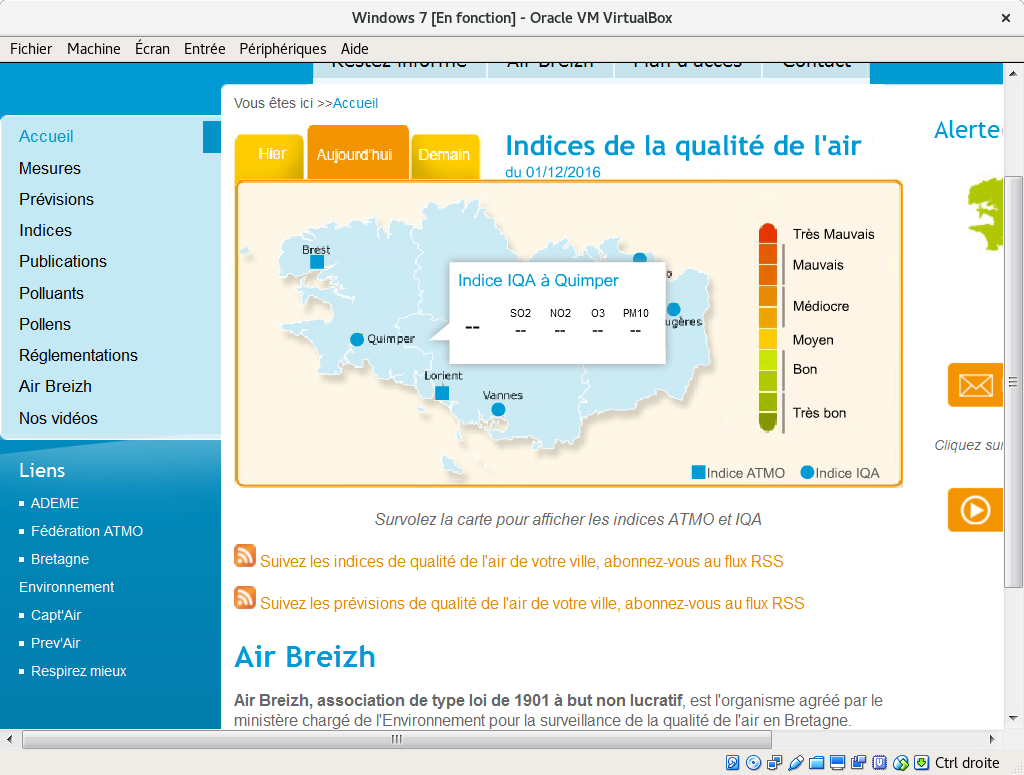 Windows 7 [En fonction] - Oracle VM VirtualBox
Fichier Machine Écran Entrée Périphériques Aide
Restez informé Air Breizh Plan d'accès Contact
Vous êtes ici >>Accueil
Accueil
Mesures
Prévisions
Indices
Publications
Polluants
Pollens
Réglementations
Air Breizh
Nos vidéos
Liens
ADEME
Fédération ATMO
Bretagne
Environnement
Capt'Air
Prev'Air
Respirez mieux
Hier Aujourd'hui Demain
Indices de la qualité de l'air
du 01/12/2016
Brest
Quimper
Lorient
Vannes
ugères
Indice IQA à Quimper
SO2 NO2 O3 PM10
-- -- -- -- --
Très Mauvais
Mauvais
Médiocre
Moyen
Bon
Très bon
Indice ATMO Indice IQA
Survolez la carte pour afficher les indices ATMO et IQA
Suivez les indices de qualité de l'air de votre ville, abonnez-vous au flux RSS
Suivez les prévisions de qualité de l'air de votre ville, abonnez-vous au flux RSS
Air Breizh
Air Breizh, association de type loi de 1901 à but non lucratif, est l'organisme agréé par le
ministère chargé de l'Environnement pour la surveillance de la qualité de l'air en Bretagne.
Alerte
Cliquez sur
Ctrl droite